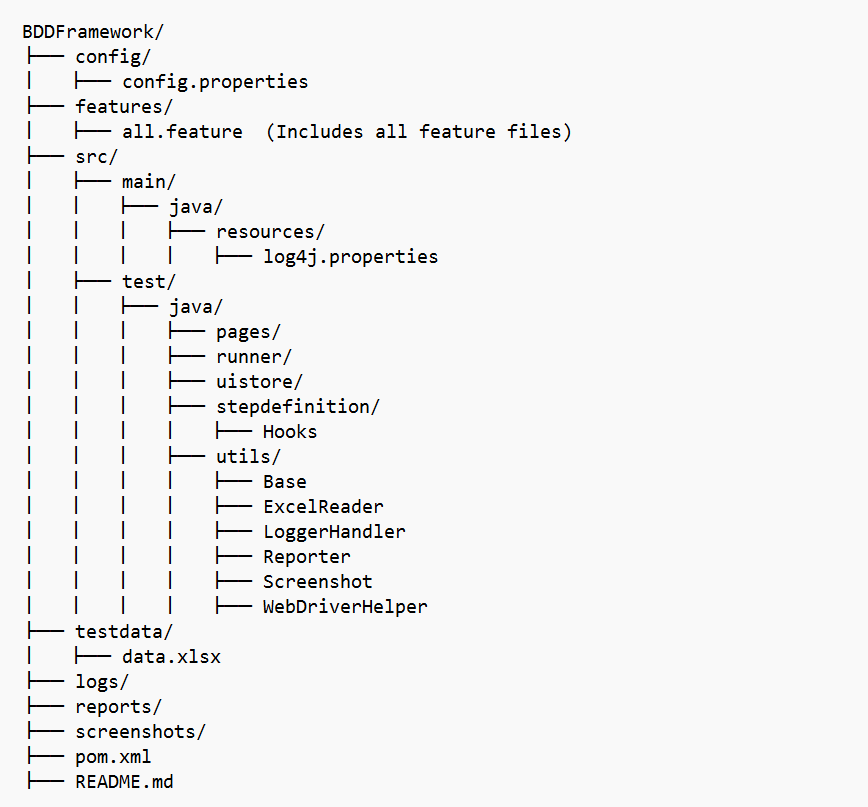 BDDFramework/
├── config/
│   ├── config.properties
├── features/
│   ├── all.feature  (Includes all feature files)
├── src/
│   ├── main/
│   │   ├── java/
│   │   │   ├── resources/
│   │   │   │   ├── log4j.properties
│   ├── test/
│   │   ├── java/
│   │   │   ├── pages/
│   │   │   ├── runner/
│   │   │   ├── uistore/
│   │   │   ├── stepdefinition/
│   │   │   │   ├── Hooks
│   │   │   ├── utils/
│   │   │   │   ├── Base
│   │   │   │   ├── ExcelReader
│   │   │   │   ├── LoggerHandler
│   │   │   │   ├── Reporter
│   │   │   │   ├── Screenshot
│   │   │   │   ├── WebDriverHelper
├── testdata/
│   ├── data.xlsx
├── logs/
├── reports/
├── screenshots/
├── pom.xml
├── README.md